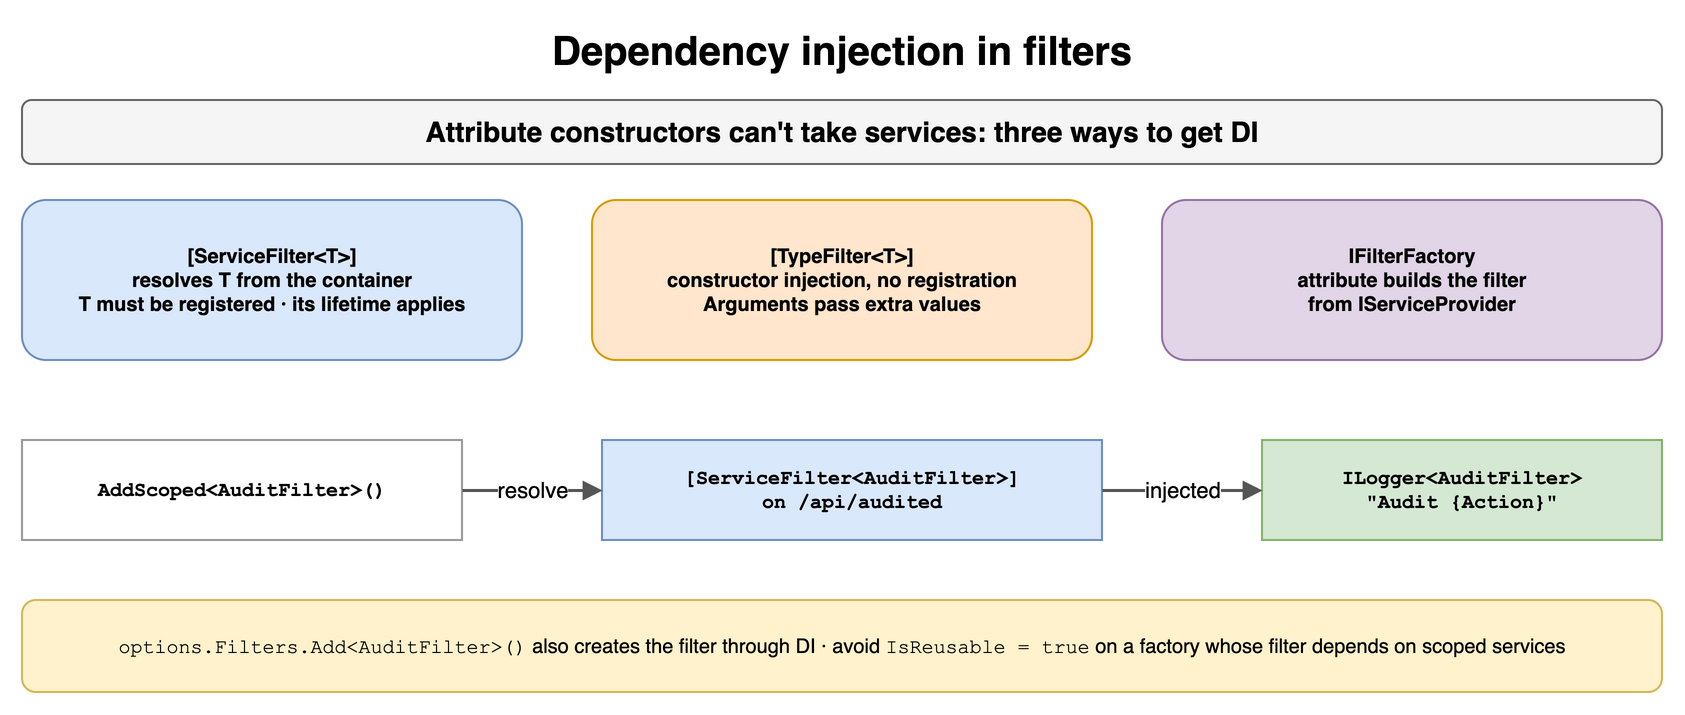 Dependency injection in filters
Attribute constructors can't take services: three ways to get DI
[ServiceFilter<T>]
resolves T from the container
T must be registered · its lifetime applies
[TypeFilter<T>]
constructor injection, no registration
Arguments pass extra values
IFilterFactory
attribute builds the filter
from IServiceProvider
AddScoped<AuditFilter>()
resolve
[ServiceFilter<AuditFilter>]
on /api/audited
injected
ILogger<AuditFilter>
"Audit {Action}"
options.Filters.Add<AuditFilter>() also creates the filter through DI · avoid IsReusable = true on a factory whose filter depends on scoped services